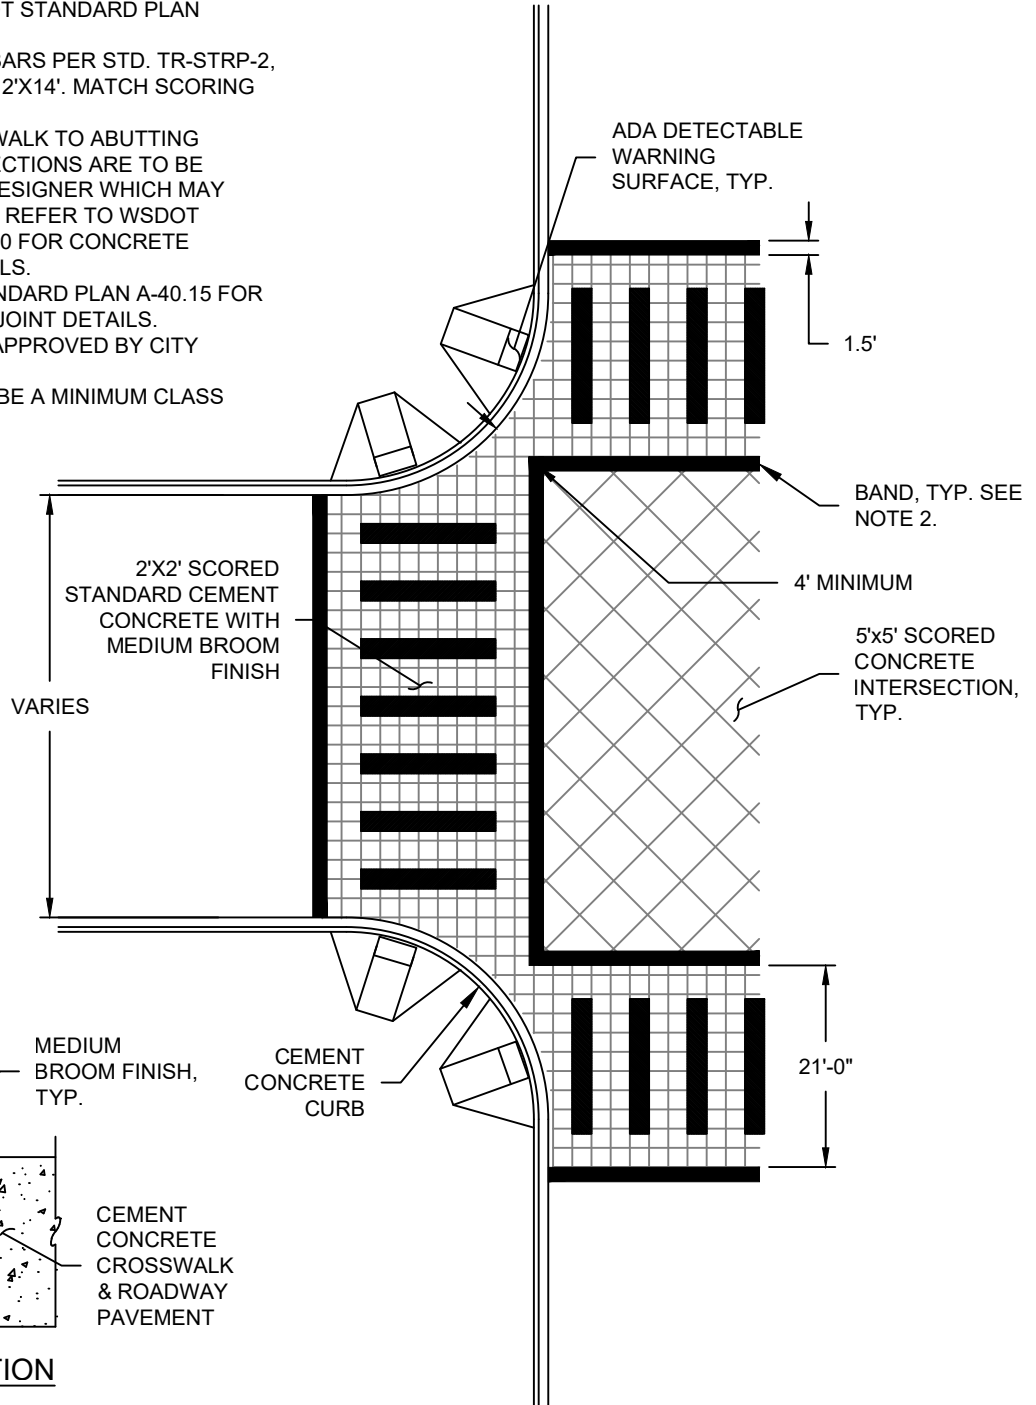 T STANDARD PLAN
BARS PER STD. TR-STRP-2,
2'X14'. MATCH SCORING
WALK TO ABUTTING
ECTIONS ARE TO BE
ESIGNER WHICH MAY
REFER TO WSDOT
0 FOR CONCRETE
LS.
NDARD PLAN A-40.15 FOR
JOINT DETAILS.
APPROVED BY CITY
BE A MINIMUM CLASS
ADA DETECTABLE
WARNING
SURFACE, TYP.
1.5'
BAND, TYP. SEE
NOTE 2.
4' MINIMUM
2'X2' SCORED
STANDARD CEMENT
CONCRETE WITH
MEDIUM BROOM
FINISH
5'x5' SCORED
CONCRETE
INTERSECTION,
TYP.
VARIES
MEDIUM
BROOM FINISH,
TYP.
CEMENT
CONCRETE
CURB
21'-0"
CEMENT
CONCRETE
CROSSWALK
& ROADWAY
PAVEMENT
TION